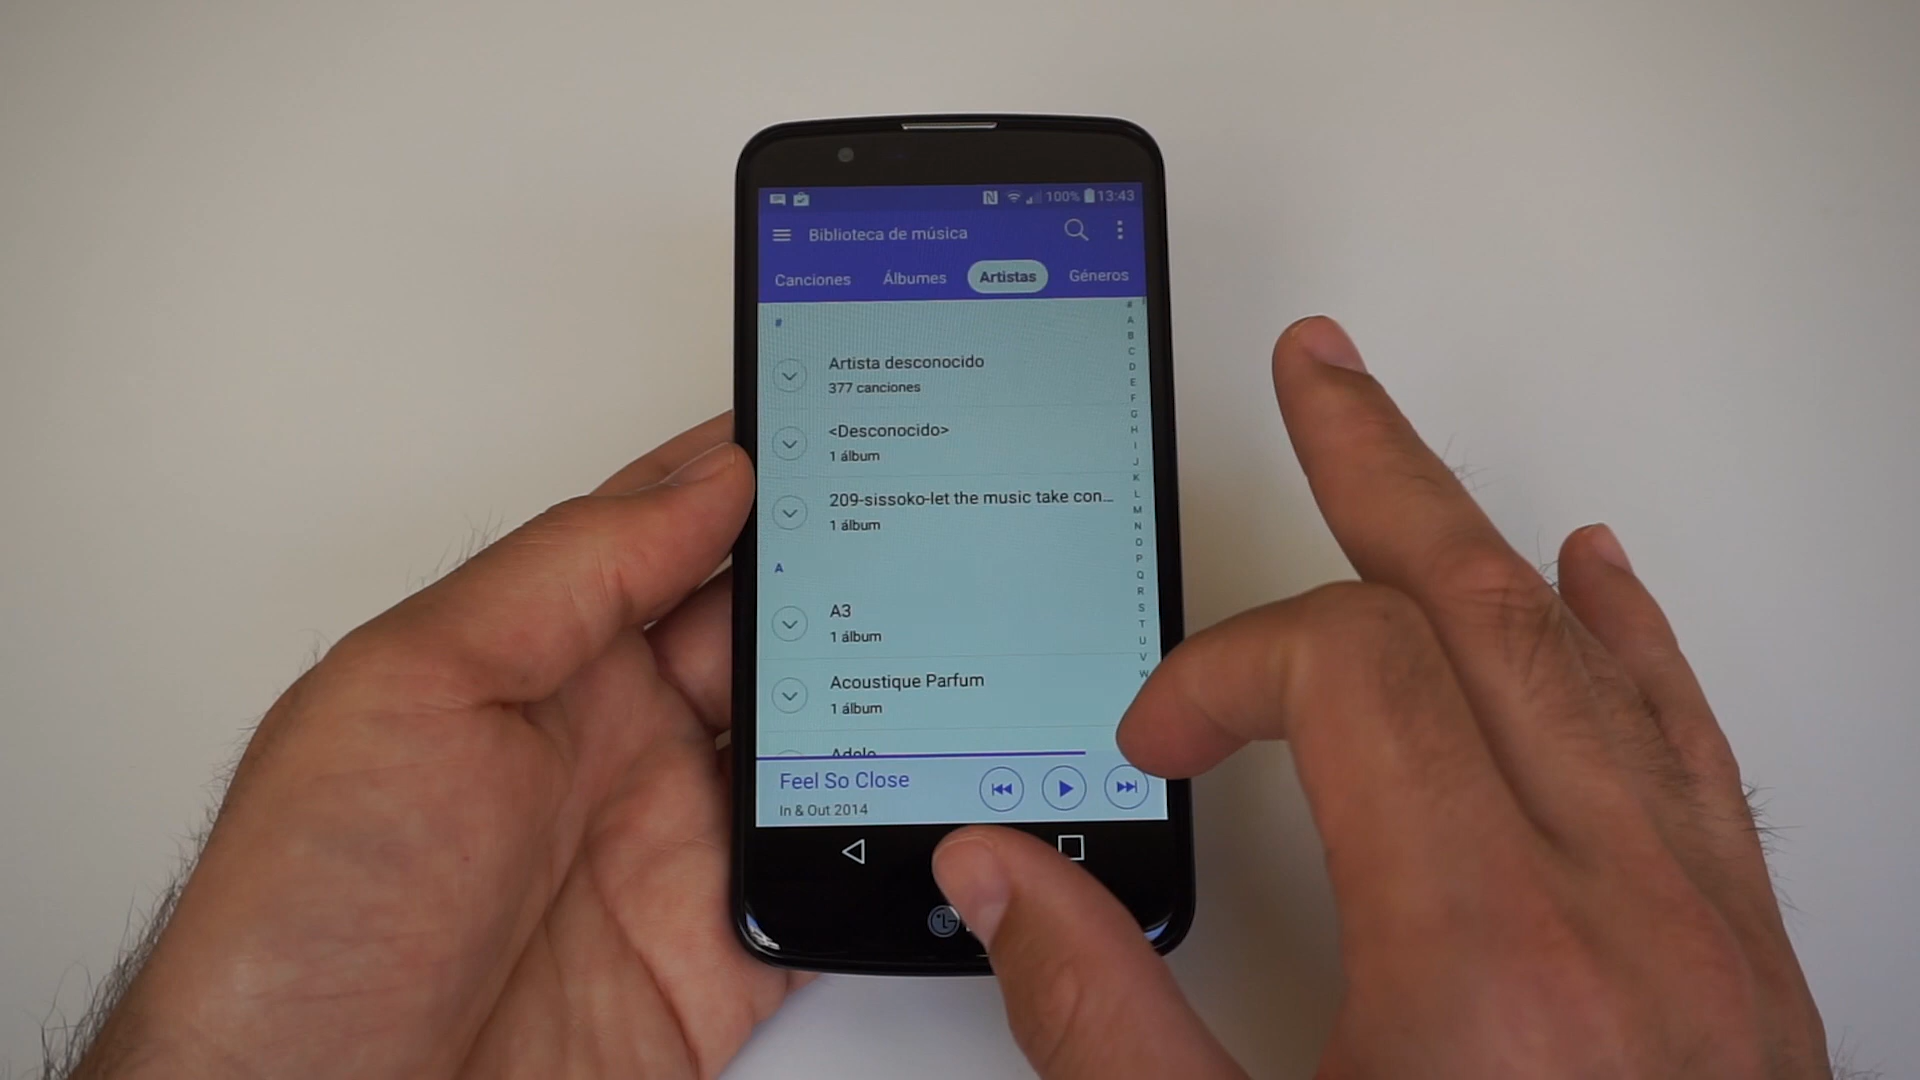 100% 13:43
Biblioteca de música
Canciones Álbumes Artistas Géneros
#
Artista desconocido
377 canciones
<Desconocido>
1 álbum
209-sissoko-let the music take con...
1 álbum
A
A3
1 álbum
Acoustique Parfum
1 álbum
Adele
#
A
B
C
D
E
F
G
H
I
J
K
L
M
N
O
P
Q
R
S
T
U
V
W
Feel So Close
In & Out 2014